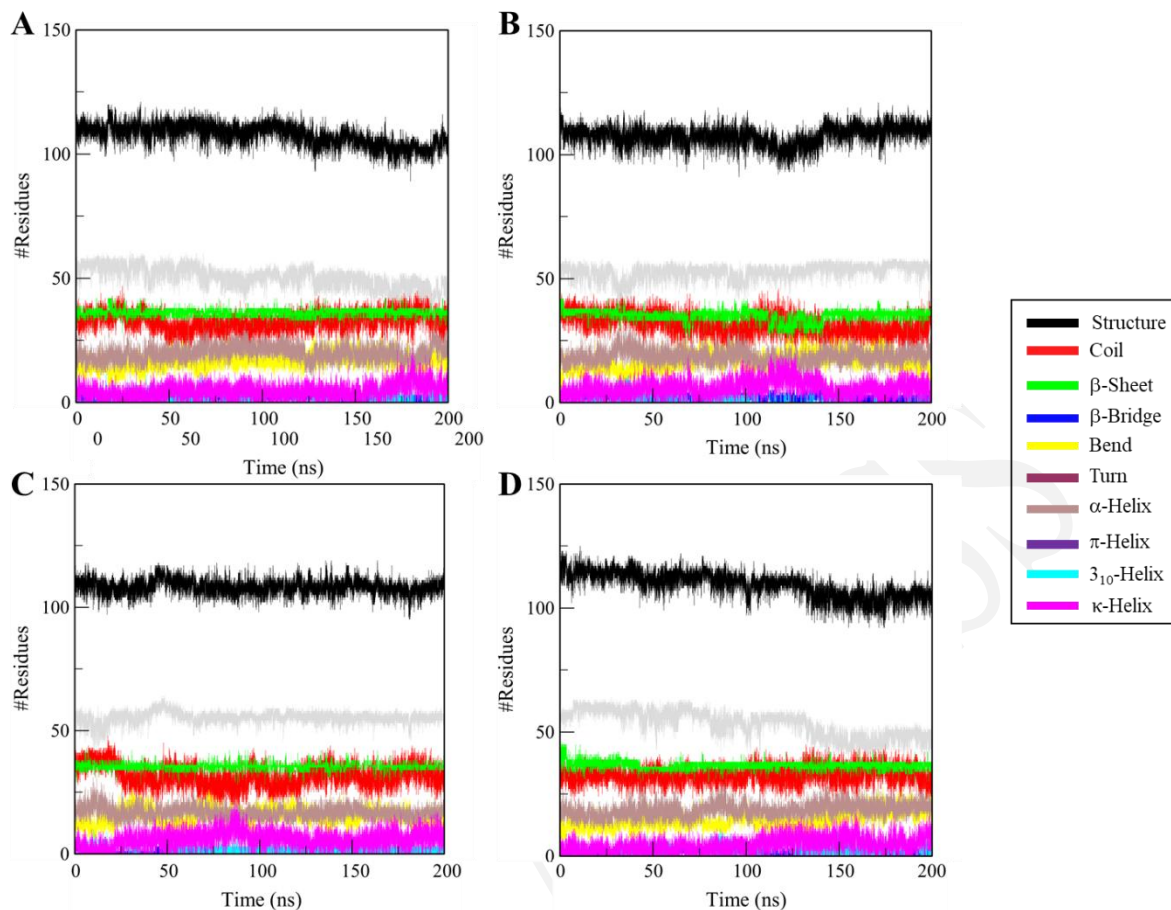 A
150
100
50
0
#Residues
0 50 100 150 200
0 50 100 150 200
Time (ns)
B
150
100
50
0
#Residues
0 50 100 150 200
Time (ns)
C
150
100
50
0
#Residues
0 50 100 150 200
Time (ns)
D
150
100
50
0
#Residues
0 50 100 150 200
Time (ns)
Structure
Coil
β-Sheet
β-Bridge
Bend
Turn
α-Helix
π-Helix
3₁₀-Helix
κ-Helix